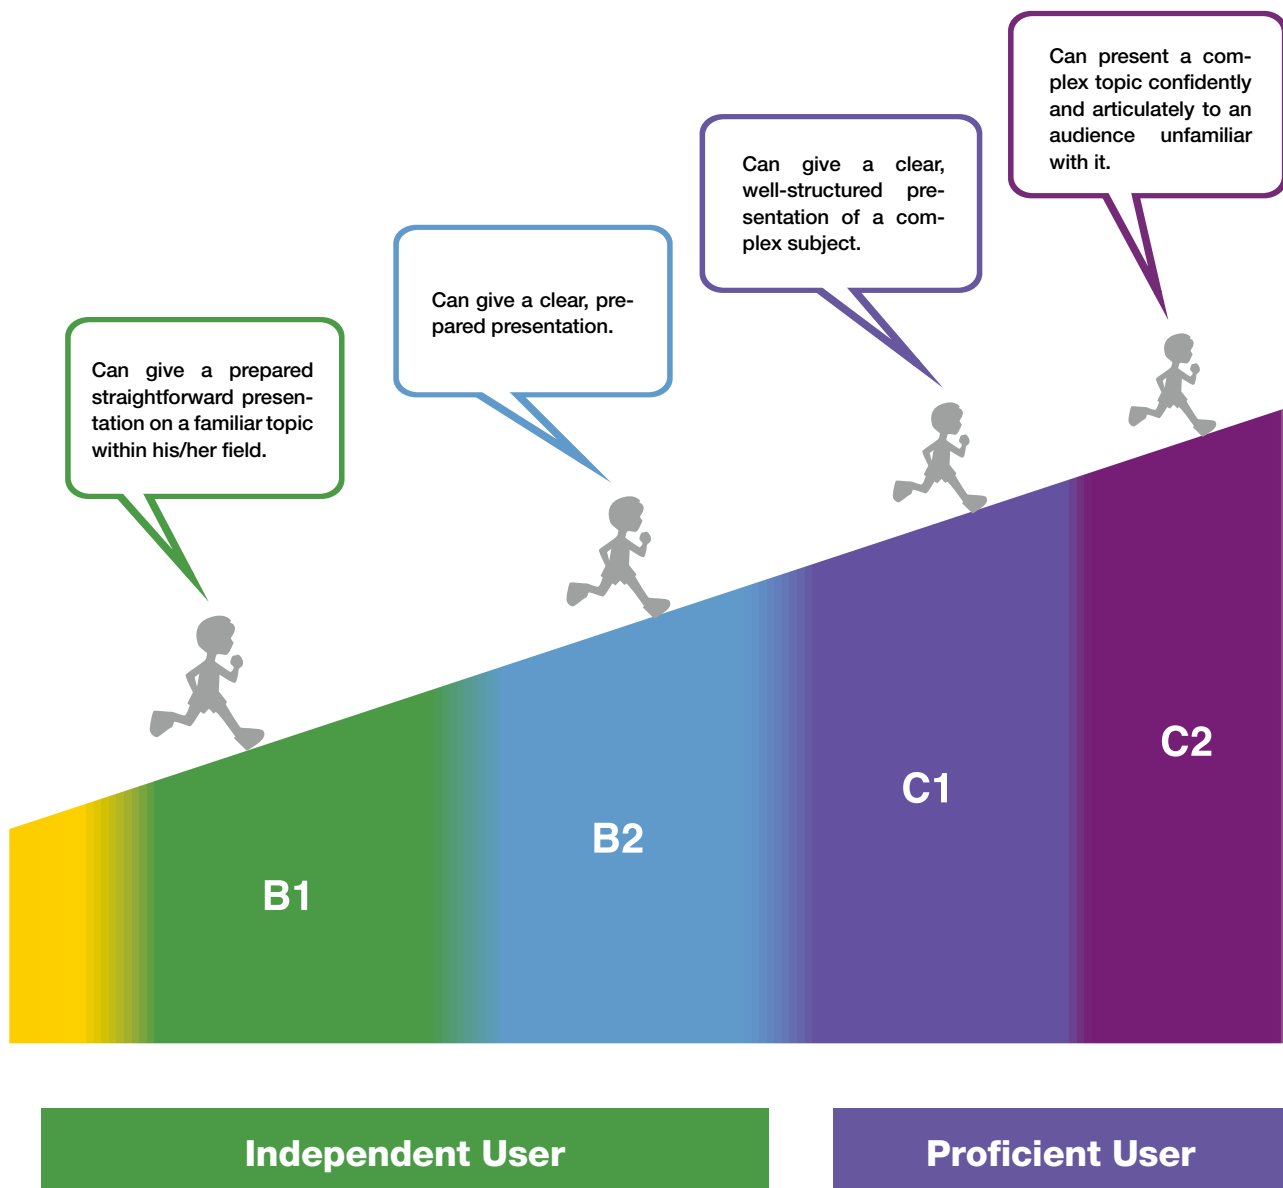 Can present a com-
plex topic confidently
and articulately to an
audience unfamiliar
with it.
Can give a clear,
well-structured pre-
sentation of a com-
plex subject.
Can give a clear, pre-
pared presentation.
Can give a prepared
straightforward presen-
tation on a familiar topic
within his/her field.
B1
B2
C1
C2
Independent User
Proficient User